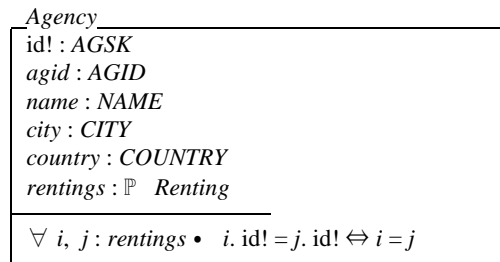 Agency
id! : AGSK
agid : AGID
name : NAME
city : CITY
country : COUNTRY
rentings : ℙ Renting
∀ i, j : rentings • i. id! = j. id! ⇔ i = j